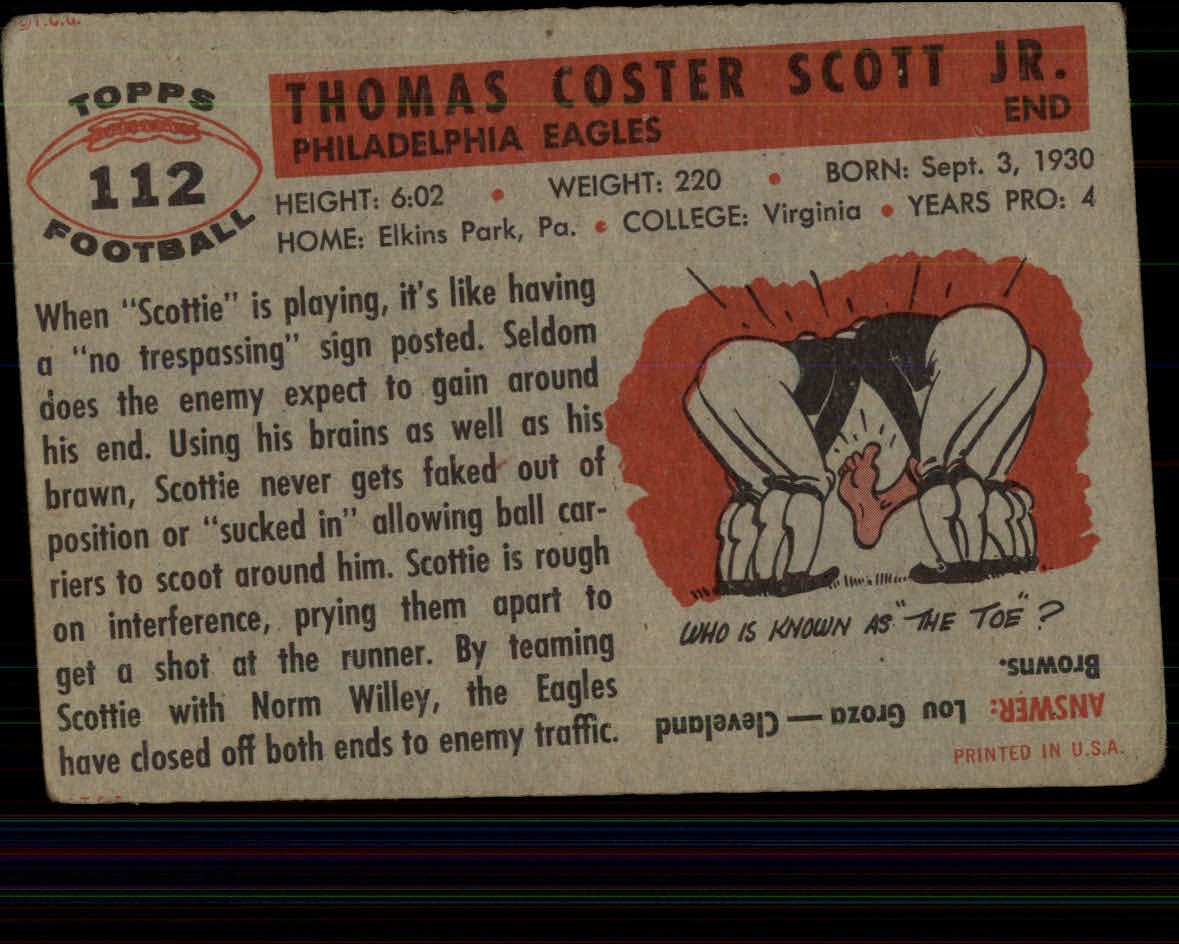 ©T.C.G.
TOPPS
112
FOOTBALL
THOMAS COSTER SCOTT JR.
PHILADELPHIA EAGLES END
HEIGHT: 6:02 • WEIGHT: 220 • BORN: Sept. 3, 1930
HOME: Elkins Park, Pa. • COLLEGE: Virginia • YEARS PRO: 4
When "Scottie" is playing, it's like having
a "no trespassing" sign posted. Seldom
does the enemy expect to gain around
his end. Using his brains as well as his
brawn, Scottie never gets faked out of
position or "sucked in" allowing ball car-
riers to scoot around him. Scottie is rough
on interference, prying them apart to
get a shot at the runner. By teaming
Scottie with Norm Willey, the Eagles
have closed off both ends to enemy traffic.
WHO IS KNOWN AS "THE TOE"?
ANSWER: Lou Groza — Cleveland
Browns.
PRINTED IN U.S.A.